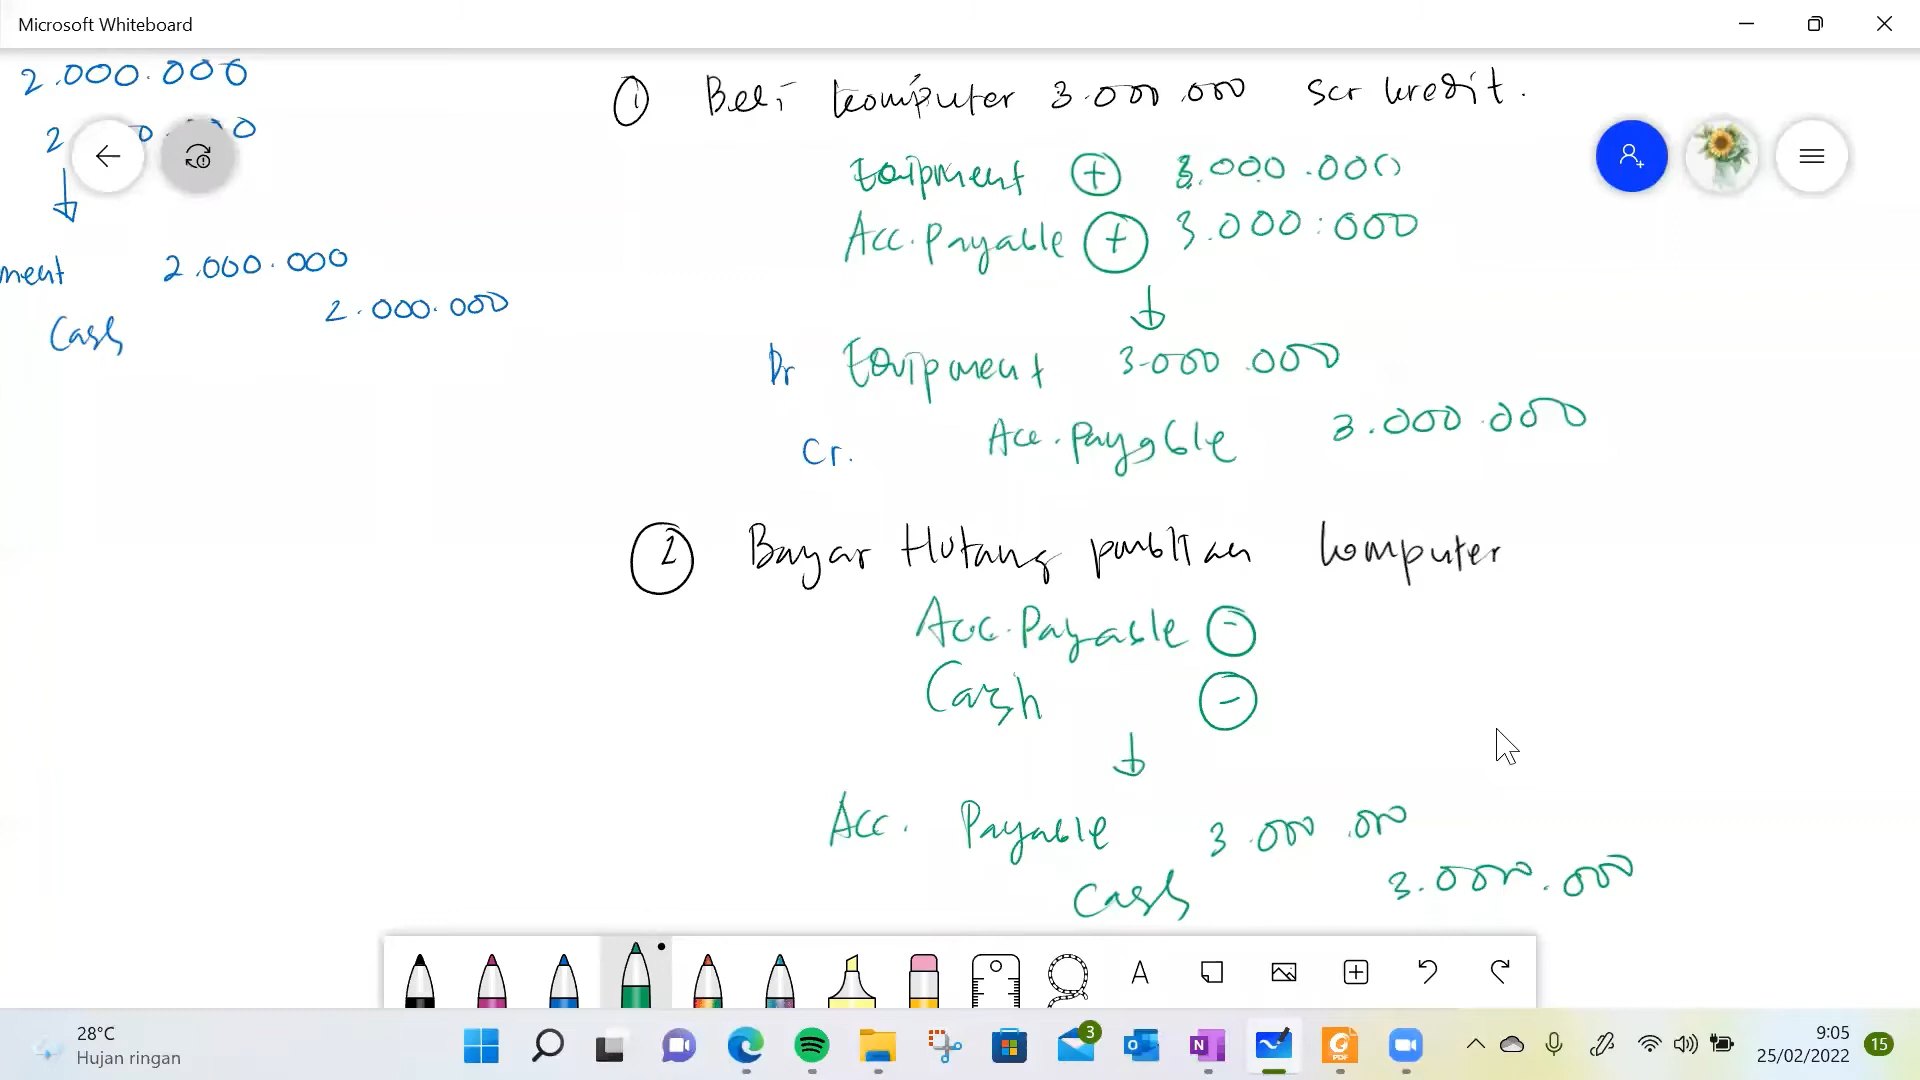 Microsoft Whiteboard
2.000.000
2
ment 2.000.000
Cash 2.000.000
① Beli komputer 3.000.000 scr kredit.
Equipment + 3.000.000
Acc. Payable + 3.000.000
Dr Equipment 3.000.000
Cr. Acc. Payable 3.000.000
② Bayar Hutang pmblian komputer
Acc. Payable -
Cash -
Acc. Payable 3.000.000
Cash 3.000.000
A
28°C
Hujan ringan
3
PDF
9:05
25/02/2022
15